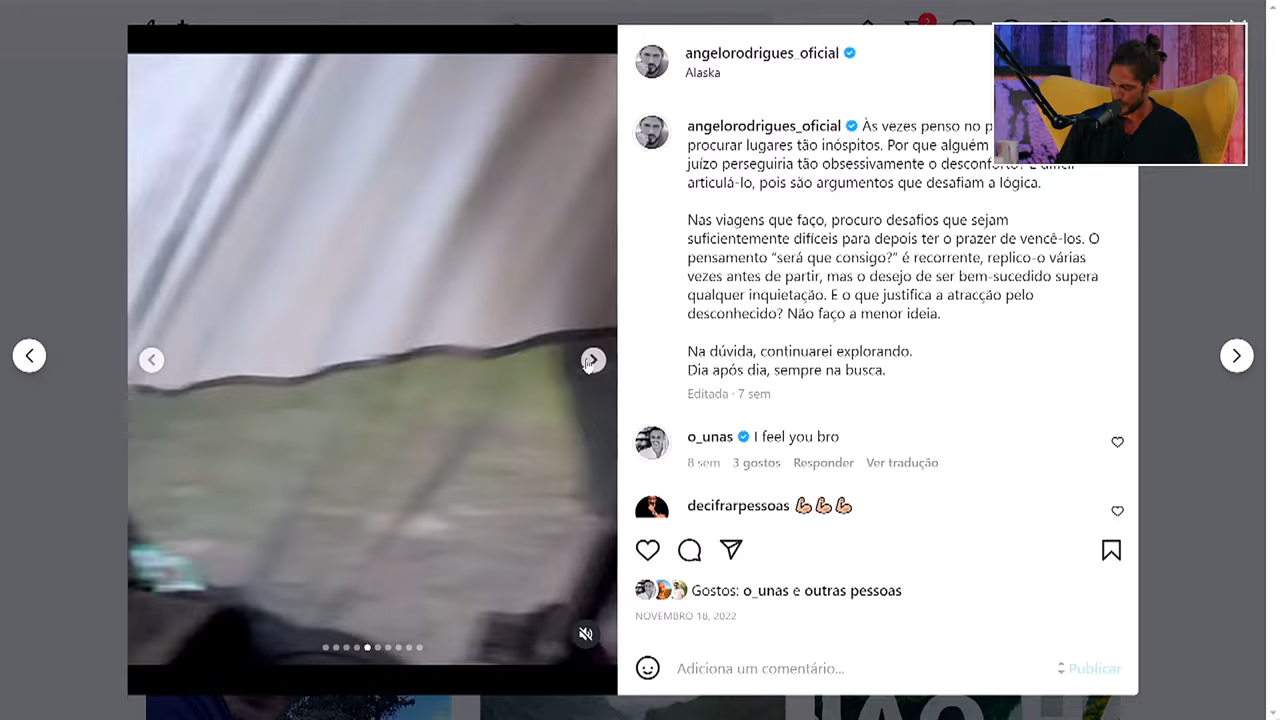 angelorodrigues_oficial
Alaska
angelorodrigues_oficial Às vezes penso no p
procurar lugares tão inóspitos. Por que alguém
juízo perseguiria tão obsessivamente o desconfo
articulá-lo, pois são argumentos que desafiam a lógica.
Nas viagens que faço, procuro desafios que sejam
suficientemente difíceis para depois ter o prazer de vencê-los. O
pensamento “será que consigo?” é recorrente, replico-o várias
vezes antes de partir, mas o desejo de ser bem-sucedido supera
qualquer inquietação. E o que justifica a atracção pelo
desconhecido? Não faço a menor ideia.
Na dúvida, continuarei explorando.
Dia após dia, sempre na busca.
Editada · 7 sem
o_unas I feel you bro
8 sem 3 gostos Responder Ver tradução
decifrarpessoas 💪🏼💪🏼💪🏼
Gostos: o_unas e outras pessoas
NOVEMBRO 18, 2022
Adiciona um comentário... Publicar